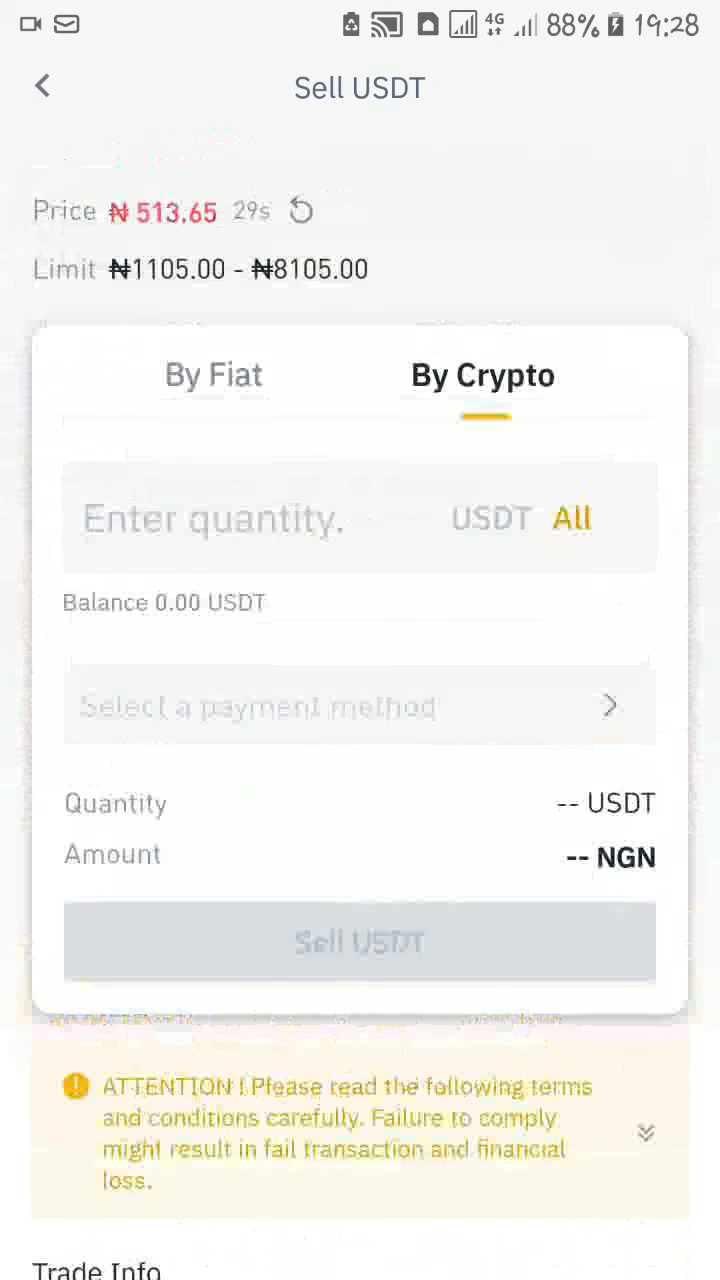 4G 88% 19:28
Sell USDT
Price ₦ 513.65 29s
Limit ₦1105.00 - ₦8105.00
By Fiat By Crypto
Enter quantity. USDT All
Balance 0.00 USDT
Select a payment method
Quantity -- USDT
Amount -- NGN
Sell USDT
ATTENTION ! Please read the following terms
and conditions carefully. Failure to comply
might result in fail transaction and financial
loss.
Trade Info